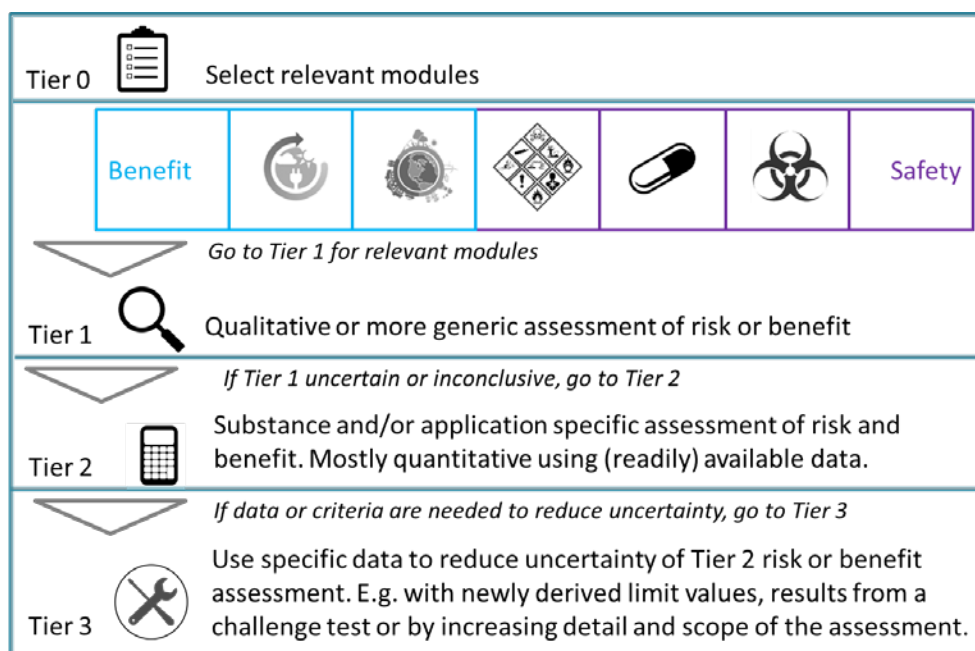 Tier 0
Select relevant modules
Benefit
Safety
Go to Tier 1 for relevant modules
Tier 1
Qualitative or more generic assessment of risk or benefit
If Tier 1 uncertain or inconclusive, go to Tier 2
Tier 2
Substance and/or application specific assessment of risk and
benefit. Mostly quantitative using (readily) available data.
If data or criteria are needed to reduce uncertainty, go to Tier 3
Tier 3
Use specific data to reduce uncertainty of Tier 2 risk or benefit
assessment. E.g. with newly derived limit values, results from a
challenge test or by increasing detail and scope of the assessment.